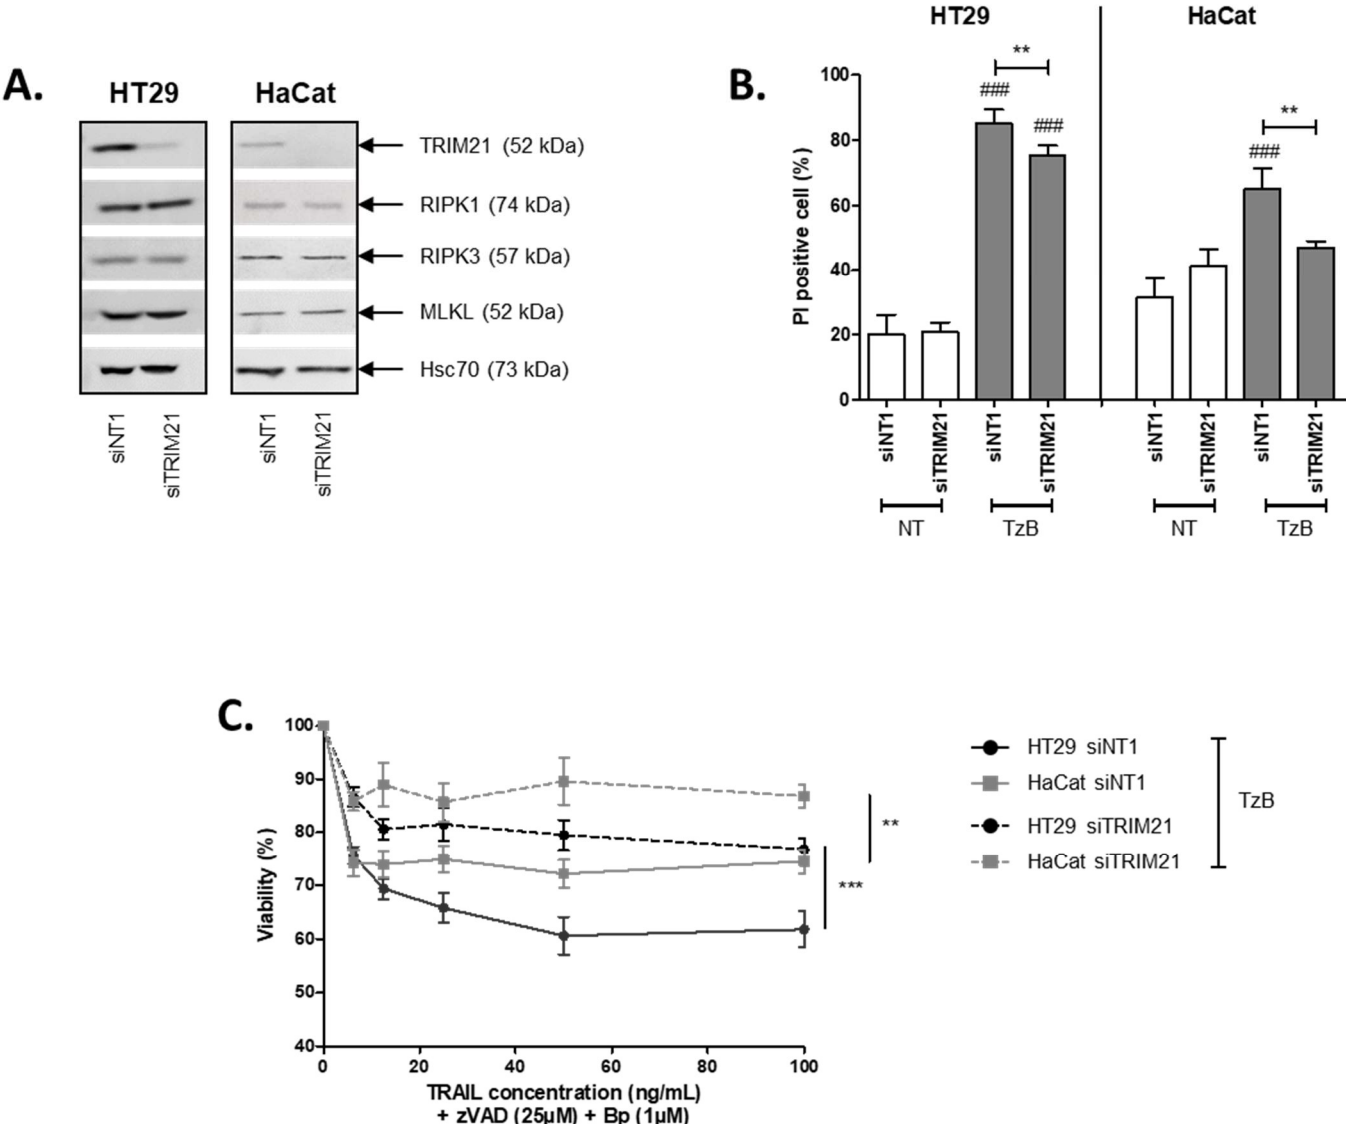 A.
HT29
HaCat
TRIM21 (52 kDa)
RIPK1 (74 kDa)
RIPK3 (57 kDa)
MLKL (52 kDa)
Hsc70 (73 kDa)
siNT1
siTRIM21
siNT1
siTRIM21
B.
HT29
HaCat
PI positive cell (%)
100
80
60
40
20
0
**
###
###
**
###
siNT1
siTRIM21
siNT1
siTRIM21
siNT1
siTRIM21
siNT1
siTRIM21
NT
TzB
NT
TzB
C.
Viability (%)
100
90
80
70
60
50
40
0
20
40
60
80
100
TRAIL concentration (ng/mL)
+ zVAD (25µM) + Bp (1µM)
**
***
HT29 siNT1
HaCat siNT1
HT29 siTRIM21
HaCat siTRIM21
TzB